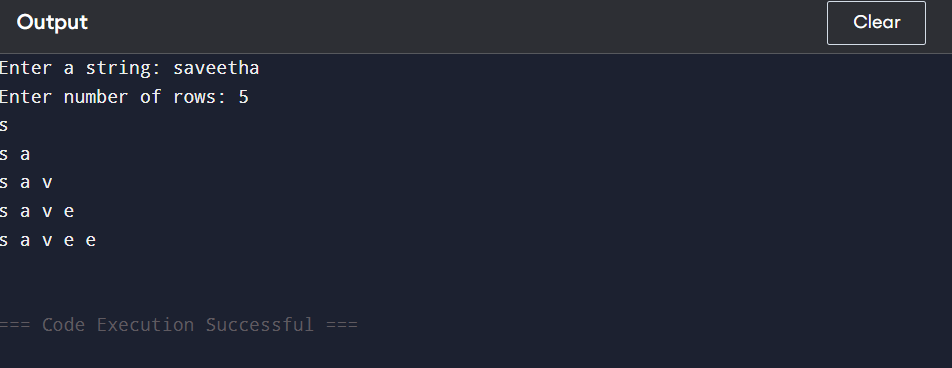 Output
Clear
Enter a string: saveetha
Enter number of rows: 5
s
s a
s a v
s a v e
s a v e e
=== Code Execution Successful ===